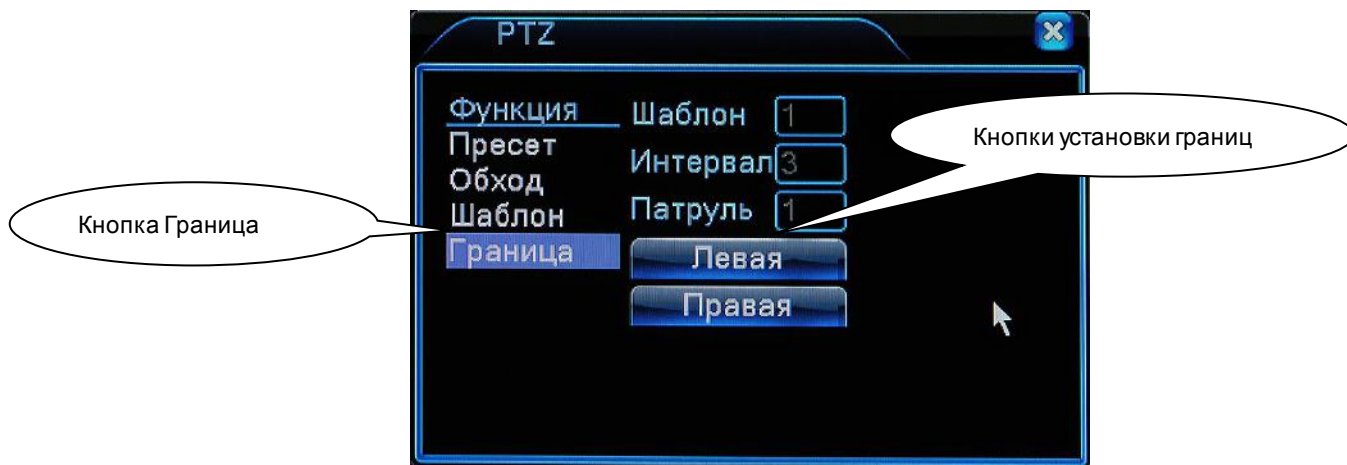 PTZ
Функция
Пресет
Обход
Шаблон
Граница
Шаблон 1
Интервал 3
Патруль 1
Левая
Правая
Кнопка Граница
Кнопки установки границ